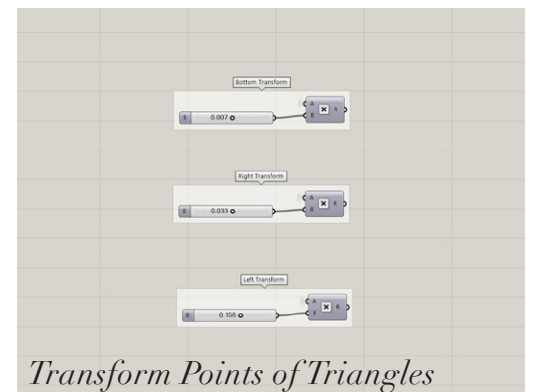 Bottom Transform
A
B 0.007 B R
Right Transform
A
B 0.033 B R
Left Transform
A
B 0.156 B R
Transform Points of Triangles